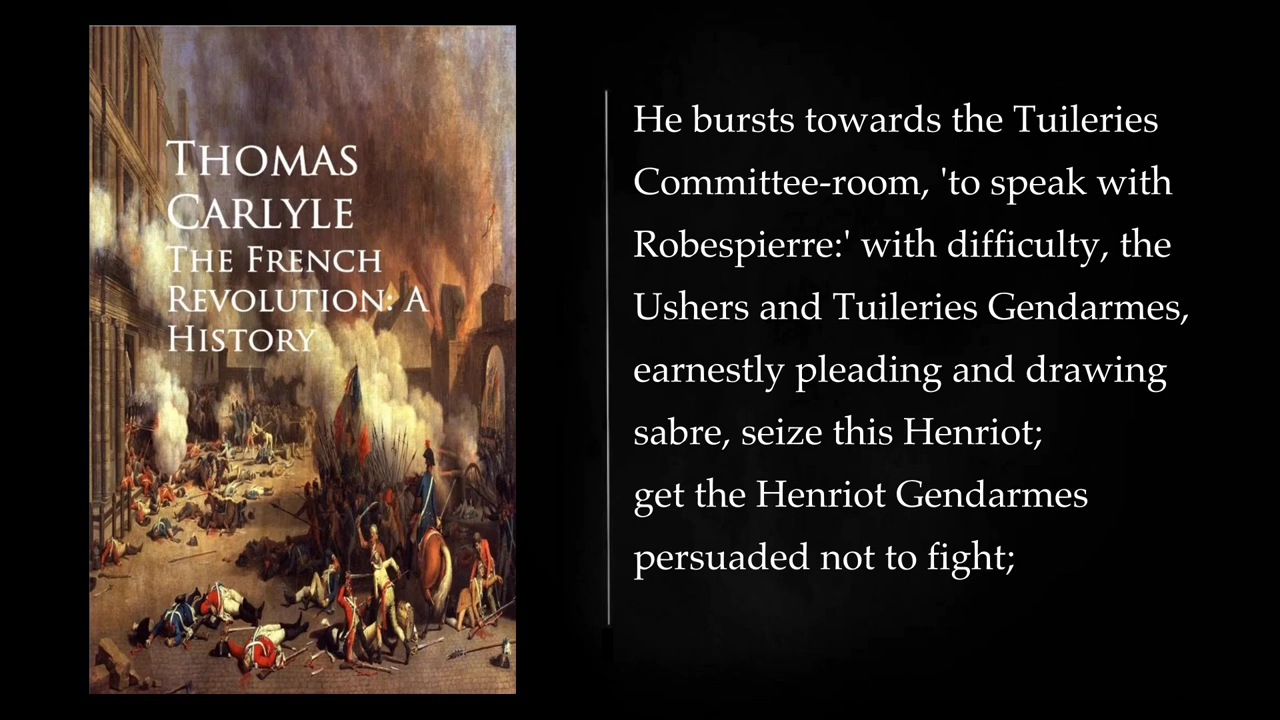 THOMAS
CARLYLE
THE FRENCH
REVOLUTION: A
HISTORY
He bursts towards the Tuileries
Committee-room, 'to speak with
Robespierre:' with difficulty, the
Ushers and Tuileries Gendarmes,
earnestly pleading and drawing
sabre, seize this Henriot;
get the Henriot Gendarmes
persuaded not to fight;